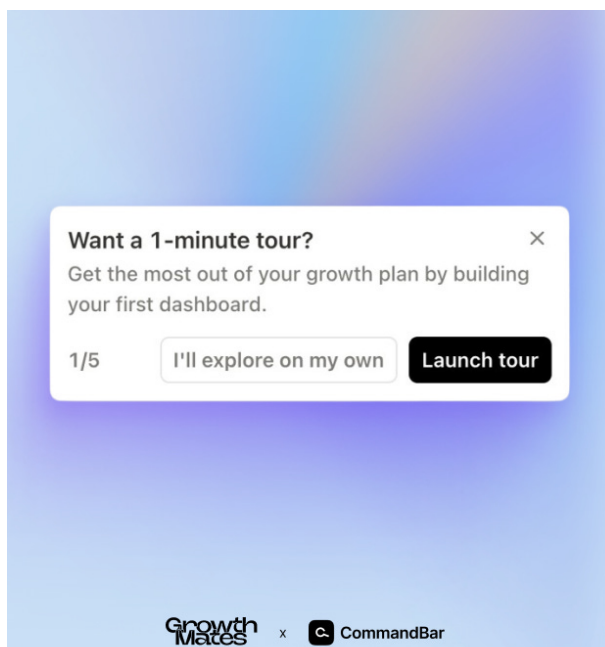 Want a 1-minute tour?
Get the most out of your growth plan by building
your first dashboard.
1/5 I'll explore on my own Launch tour
Growth
Mates x CommandBar